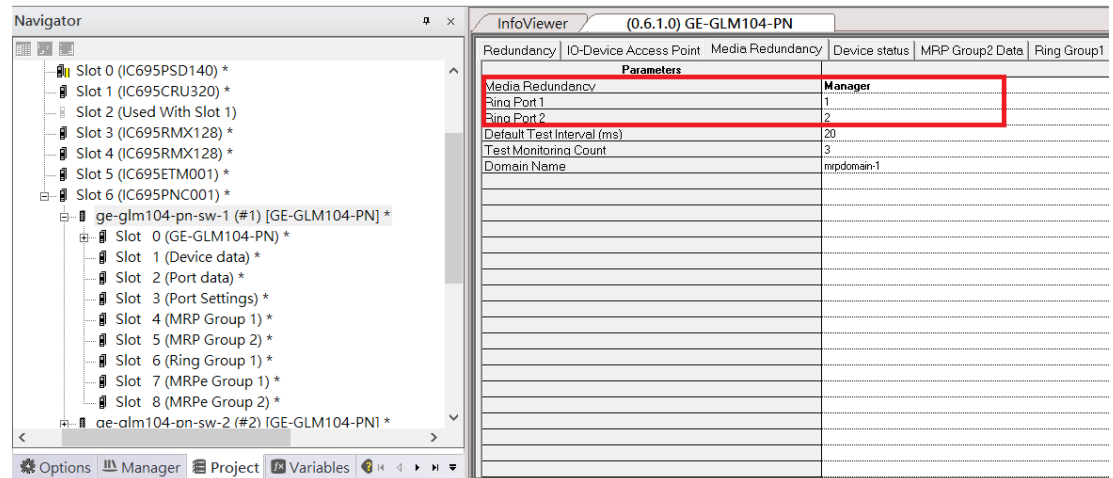 Navigator
Slot 0 (IC695PSD140) *
Slot 1 (IC695CRU320) *
Slot 2 (Used With Slot 1)
Slot 3 (IC695RMX128) *
Slot 4 (IC695RMX128) *
Slot 5 (IC695ETM001) *
Slot 6 (IC695PNC001) *
ge-glm104-pn-sw-1 (#1) [GE-GLM104-PN] *
Slot 0 (GE-GLM104-PN) *
Slot 1 (Device data) *
Slot 2 (Port data) *
Slot 3 (Port Settings) *
Slot 4 (MRP Group 1) *
Slot 5 (MRP Group 2) *
Slot 6 (Ring Group 1) *
Slot 7 (MRPe Group 1) *
Slot 8 (MRPe Group 2) *
ge-glm104-pn-sw-2 (#2) [GE-GLM104-PN] *
Options Manager Project Variables
InfoViewer (0.6.1.0) GE-GLM104-PN
Redundancy IO-Device Access Point Media Redundancy Device status MRP Group2 Data Ring Group1
Parameters
Media Redundancy Manager
Ring Port 1 1
Ring Port 2 2
Default Test Interval (ms) 20
Test Monitoring Count 3
Domain Name mrpdomain-1